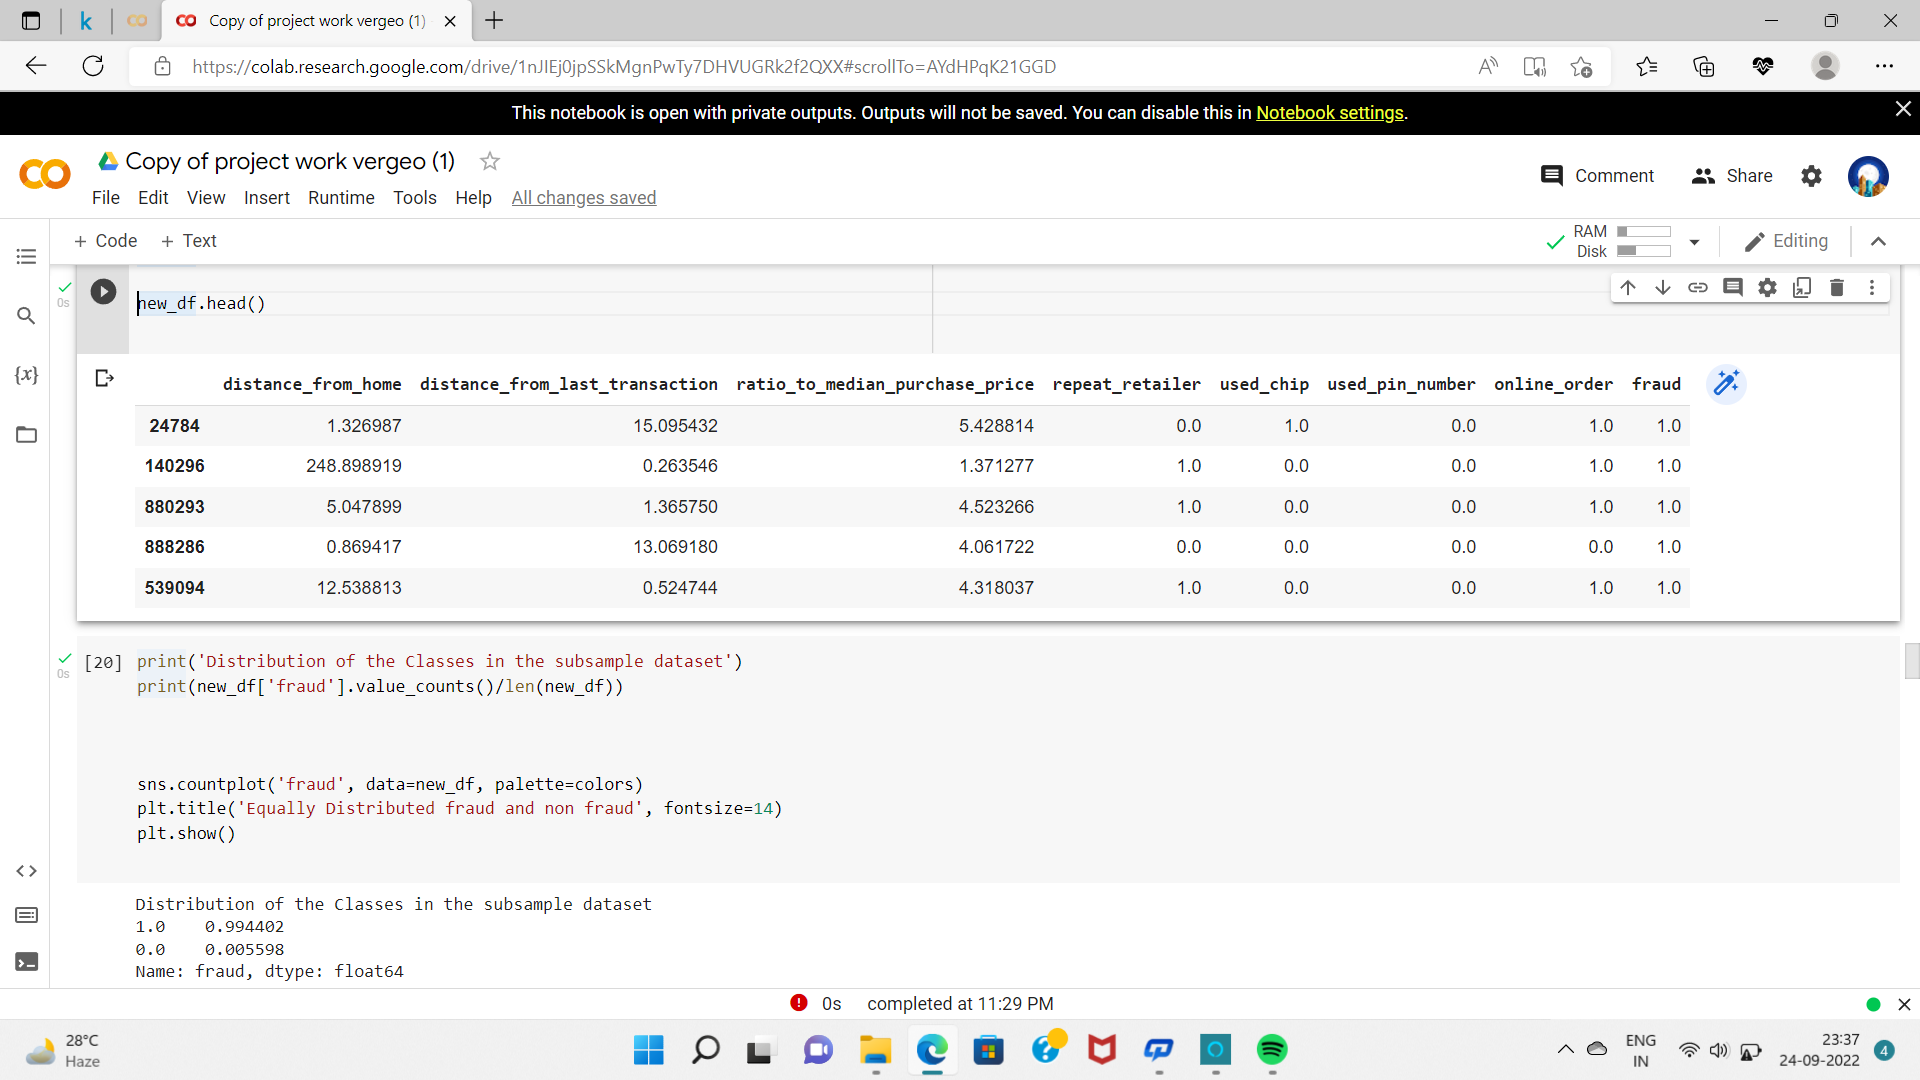 Copy of project work vergeo (1)
https://colab.research.google.com/drive/1nJIEj0jpSSkMgnPwTy7DHVUGRk2f2QXX#scrollTo=AYdHPqK21GGD
This notebook is open with private outputs. Outputs will not be saved. You can disable this in Notebook settings.
Copy of project work vergeo (1)
Comment Share
File Edit View Insert Runtime Tools Help All changes saved
+ Code + Text
RAM
Disk
Editing
0s
new_df.head()
{x}
distance_from_home distance_from_last_transaction ratio_to_median_purchase_price repeat_retailer used_chip used_pin_number online_order fraud
24784 1.326987 15.095432 5.428814 0.0 1.0 0.0 1.0 1.0
140296 248.898919 0.263546 1.371277 1.0 0.0 0.0 1.0 1.0
880293 5.047899 1.365750 4.523266 1.0 0.0 0.0 1.0 1.0
888286 0.869417 13.069180 4.061722 0.0 0.0 0.0 0.0 1.0
539094 12.538813 0.524744 4.318037 1.0 0.0 0.0 1.0 1.0
0s
[20] print('Distribution of the Classes in the subsample dataset')
print(new_df['fraud'].value_counts()/len(new_df))
sns.countplot('fraud', data=new_df, palette=colors)
plt.title('Equally Distributed fraud and non fraud', fontsize=14)
plt.show()
Distribution of the Classes in the subsample dataset
1.0 0.994402
0.0 0.005598
Name: fraud, dtype: float64
0s completed at 11:29 PM
28°C
Haze
ENG
IN
23:37
24-09-2022
4